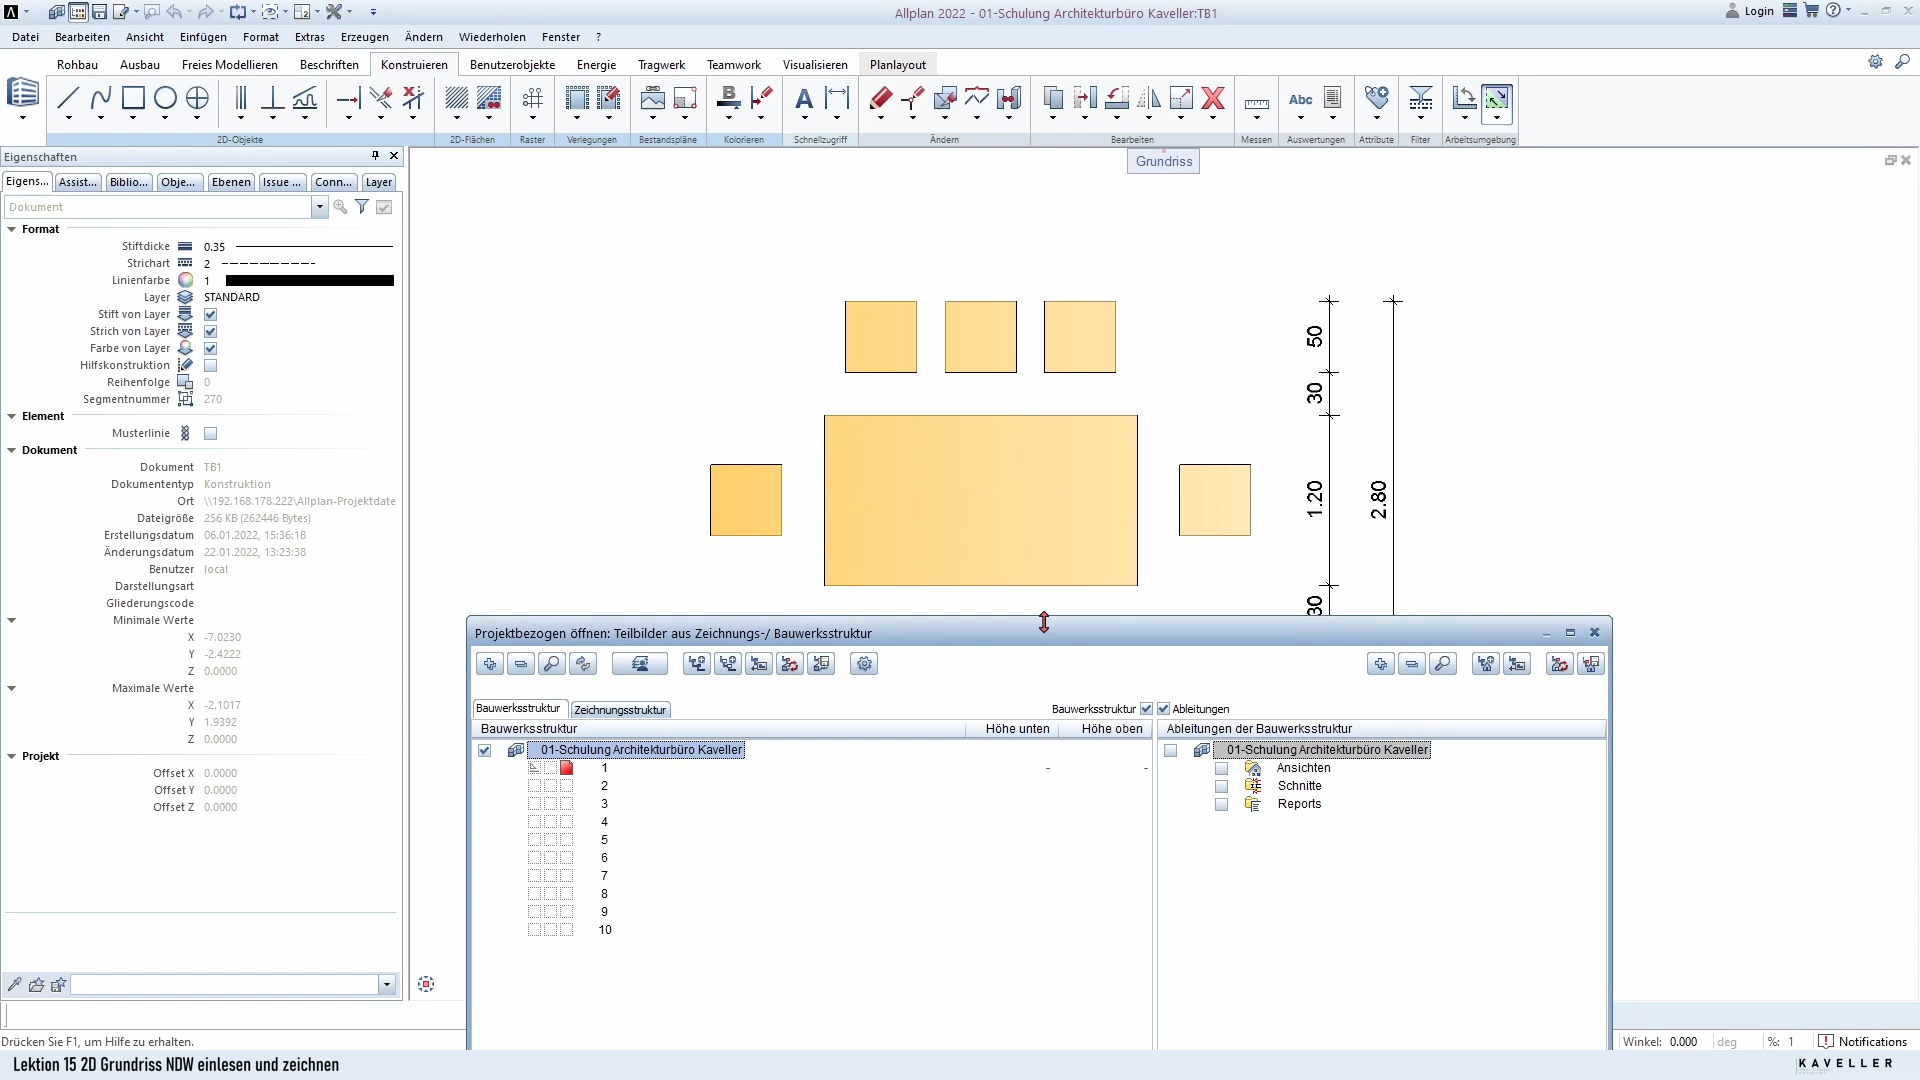 Allplan 2022 - 01-Schulung Architekturbüro Kaveller:TB1
Login
Datei Bearbeiten Ansicht Einfügen Format Extras Erzeugen Ändern Wiederholen Fenster ?
Rohbau Ausbau Freies Modellieren Beschriften Konstruieren Benutzerobjekte Energie Tragwerk Teamwork Visualisieren Planlayout
2D-Objekte 2D-Flächen Raster Verlegungen Bestandspläne Kolorieren Schnellzugriff Ändern Bearbeiten Messen Auswertungen Attribute Filter Arbeitsumgebung
Abc
Eigenschaften
Grundriss
Eigens... Assist... Biblio... Obje... Ebenen Issue ... Conn... Layer
Dokument
Format
Stiftdicke 0.35
Strichart 2
Linienfarbe 1
Layer STANDARD
Stift von Layer
Strich von Layer
Farbe von Layer
Hilfskonstruktion
Reihenfolge 0
Segmentnummer 270
Element
Musterlinie
Dokument
Dokument TB1
Dokumententyp Konstruktion
Ort \\192.168.178.222\Allplan-Projektdate
Dateigröße 256 KB (262446 Bytes)
Erstellungsdatum 06.01.2022, 15:36:18
Änderungsdatum 22.01.2022, 13:23:38
Benutzer local
Darstellungsart
Gliederungscode
Minimale Werte
X -7.0230
Y -2.4222
Z 0.0000
Maximale Werte
X -2.1017
Y 1.9392
Z 0.0000
Projekt
Offset X 0.0000
Offset Y 0.0000
Offset Z 0.0000
50
30
1.20
2.80
30
Projektbezogen öffnen: Teilbilder aus Zeichnungs-/ Bauwerksstruktur
Bauwerksstruktur Zeichnungsstruktur Bauwerksstruktur Ableitungen
Bauwerksstruktur Höhe unten Höhe oben Ableitungen der Bauwerksstruktur
01-Schulung Architekturbüro Kaveller 01-Schulung Architekturbüro Kaveller
1 - - Ansichten
2 Schnitte
3 Reports
4
5
6
7
8
9
10
Drücken Sie F1, um Hilfe zu erhalten.
Winkel: 0.000 deg %: 1 Notifications
Lektion 15 2D Grundriss NDW einlesen und zeichnen
KAVELLER